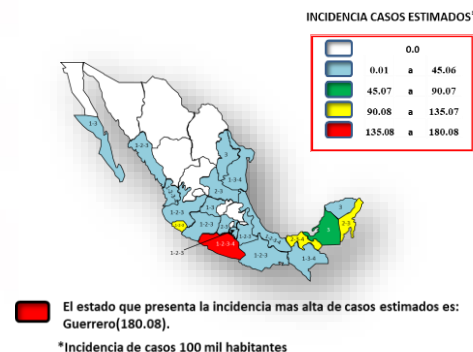 INCIDENCIA CASOS ESTIMADOS*
0.0
0.01 a 45.06
45.07 a 90.07
90.08 a 135.07
135.08 a 180.08
1-3
1-2-3
3
1-3-4
2-3
1-3
1-2-3
1-2-3
1-2-3
1-2-3-4
1-2-3
1-3-4
3
2-3
3
El estado que presenta la incidencia mas alta de casos estimados es:
Guerrero(180.08).
*Incidencia de casos 100 mil habitantes